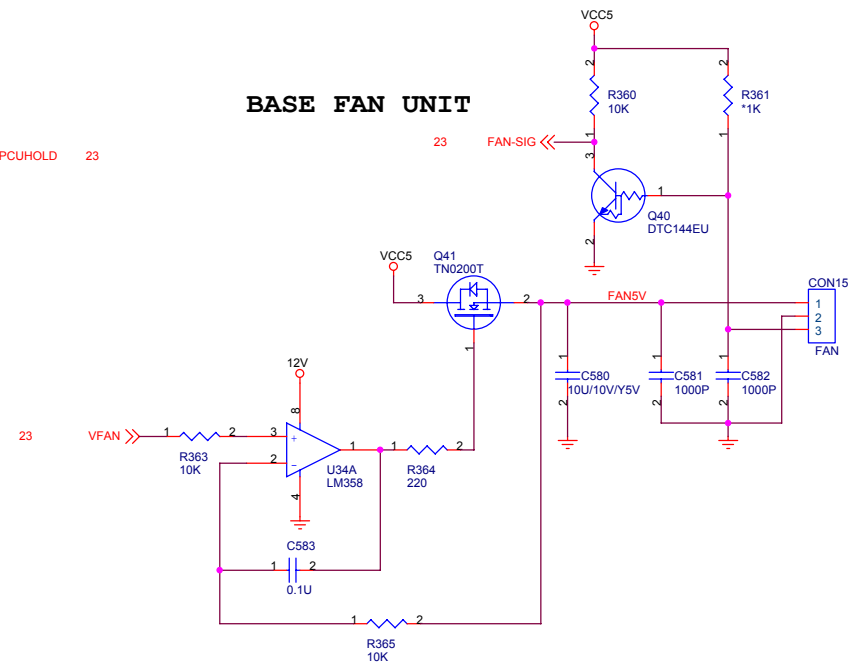 VCC5
2
2
R360
10K
R361
*1K
BASE FAN UNIT
1
1
PCUHOLD 23
23 FAN-SIG
3
1
Q40
DTC144EU
2
VCC5
Q41
TN0200T
3
2
1
FAN5V
CON15
1
2
3
FAN
1
C580
10U/10V/Y5V
2
1
C581
1000P
2
1
C582
1000P
2
12V
8
23 VFAN
1
2
R363
10K
3
+
2
-
1
U34A
LM358
4
1
2
R364
220
C583
1
2
0.1U
1
2
R365
10K